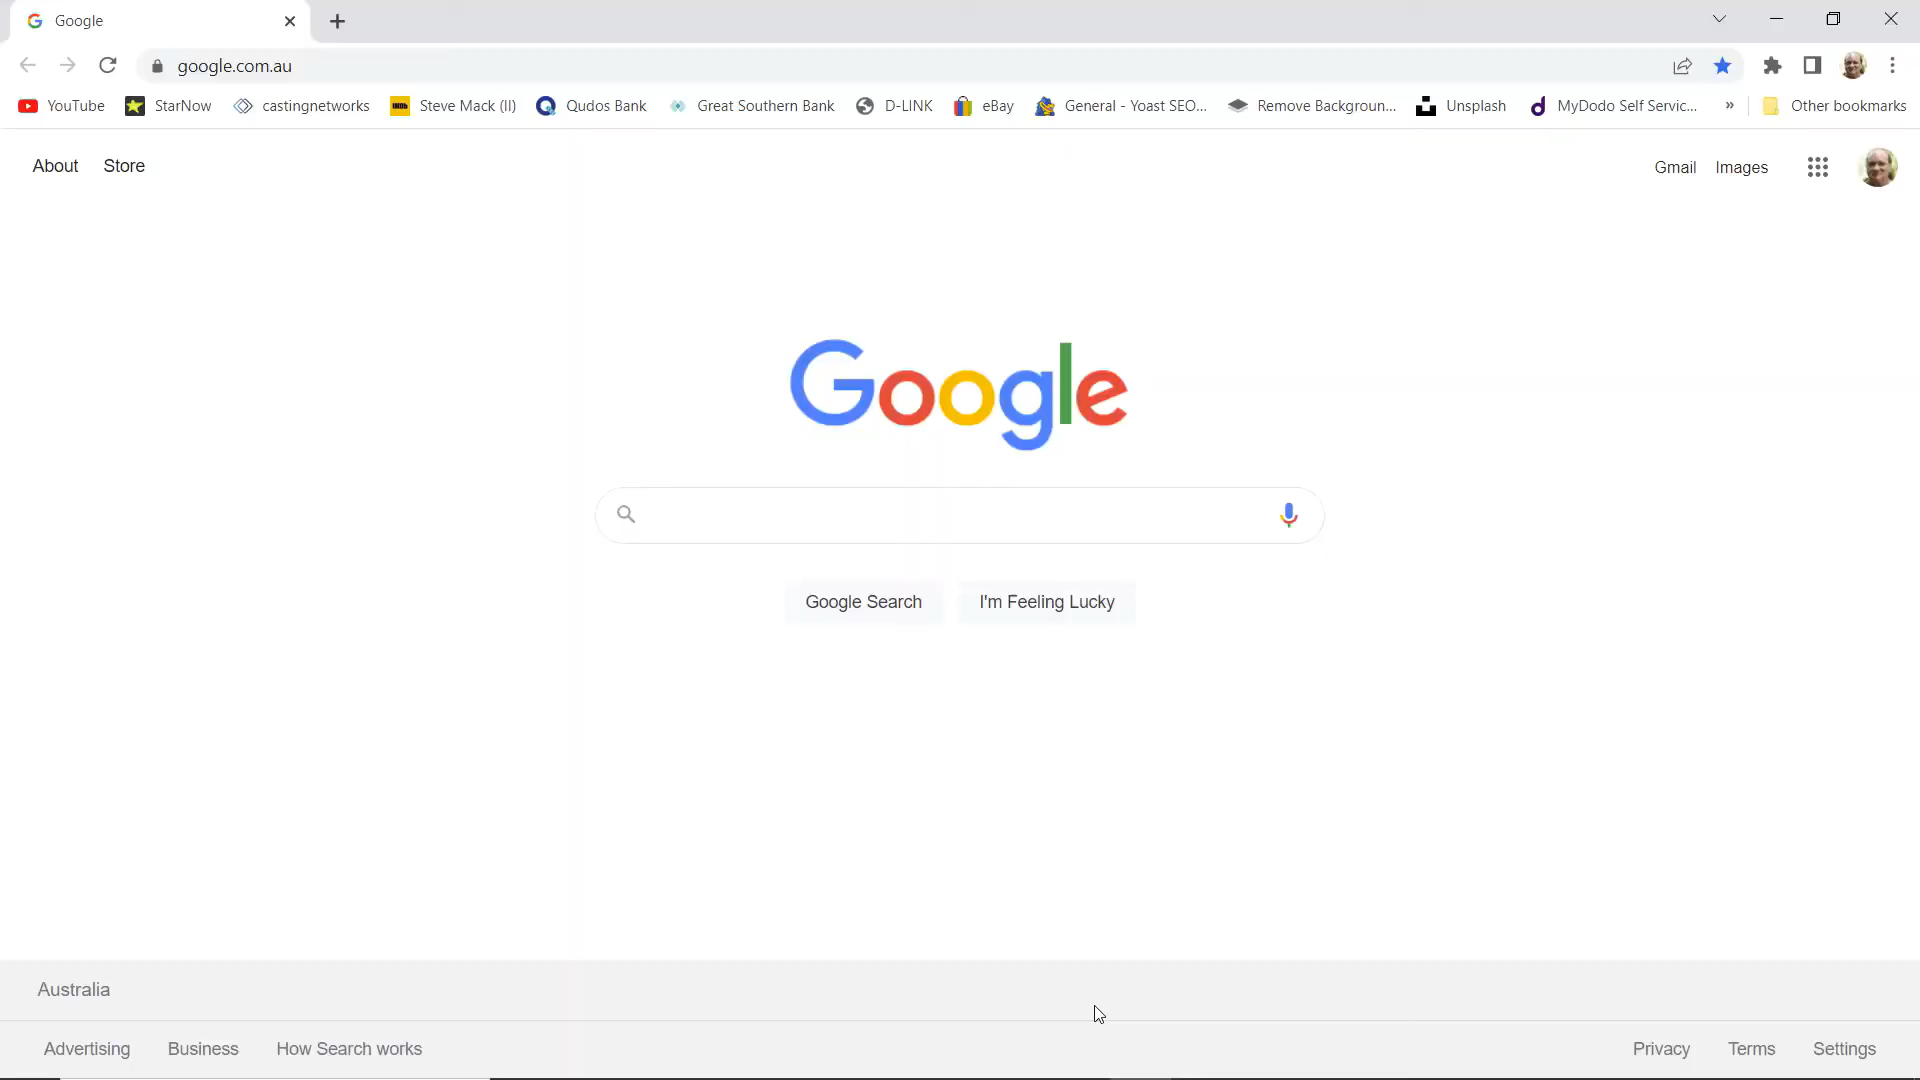 Google
google.com.au
YouTube StarNow castingnetworks IMDb Steve Mack (II) Qudos Bank Great Southern Bank D-LINK eBay General - Yoast SEO... Remove Backgroun... Unsplash MyDodo Self Servic... » Other bookmarks
About Store Gmail Images
Google
Google Search I'm Feeling Lucky
Australia
Advertising Business How Search works Privacy Terms Settings